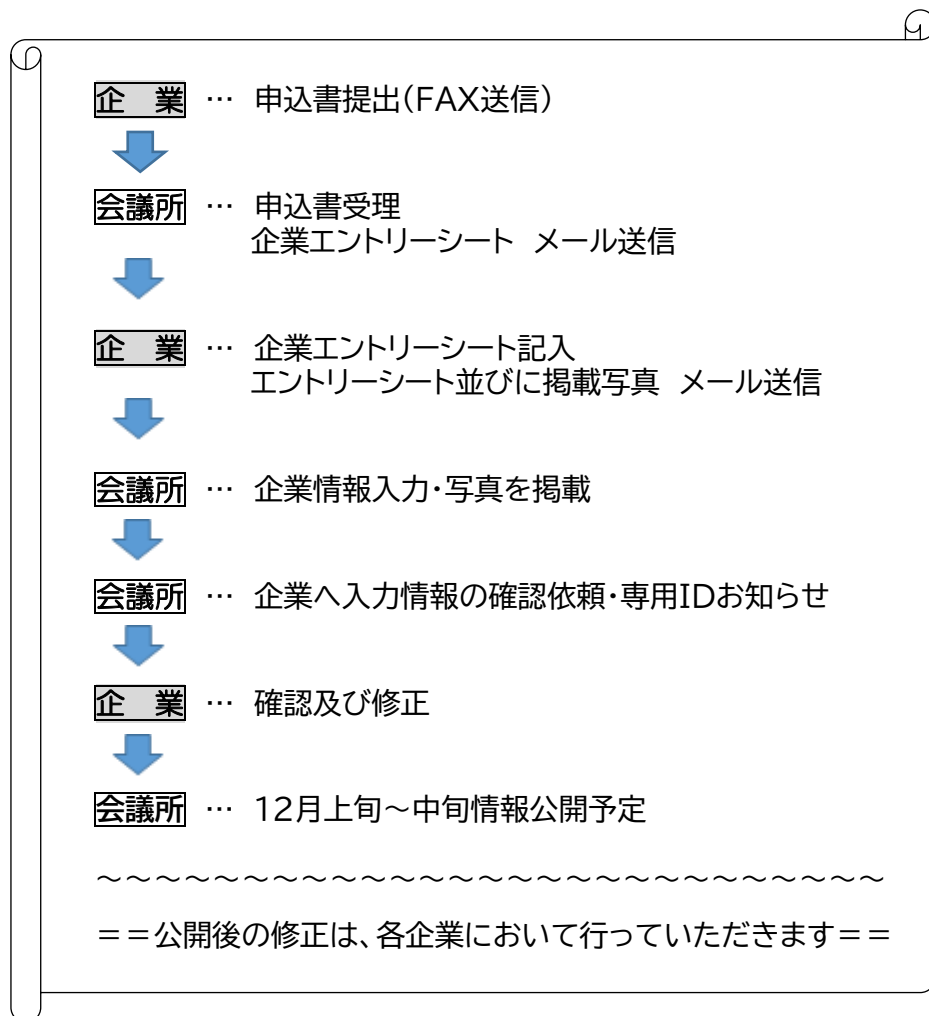 企　業 … 申込書提出(FAX送信)
会議所 … 申込書受理
企業エントリーシート　メール送信
企　業 … 企業エントリーシート記入
エントリーシート並びに掲載写真　メール送信
会議所 … 企業情報入力・写真を掲載
会議所 … 企業へ入力情報の確認依頼・専用IDお知らせ
企　業 … 確認及び修正
会議所 … 12月上旬～中旬情報公開予定
～～～～～～～～～～～～～～～～～～～～～～～～～～～
＝＝公開後の修正は、各企業において行っていただきます＝＝